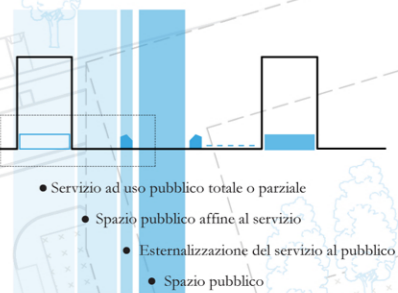 ● Servizio ad uso pubblico totale o parziale
● Spazio pubblico affine al servizio
● Esternalizzazione del servizio al pubblico
● Spazio pubblico